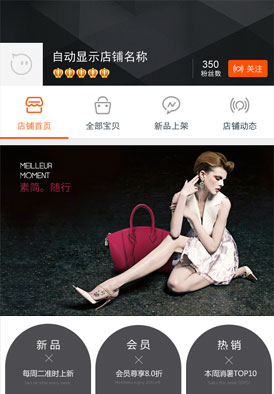 自动显示店铺名称
350
粉丝数
关注
店铺首页
全部宝贝
新品上架
店铺动态
MEILLEUR
MOMENT
素简。随行
新品
每周二准时上新
会员
会员尊享8.0折
热销
本周消薯TOP10